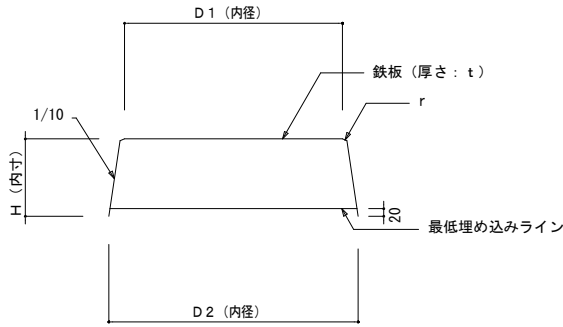 D1（内径）
鉄板（厚さ：t）
r
1/10
H（内寸）
20
最低埋め込みライン
D2（内径）